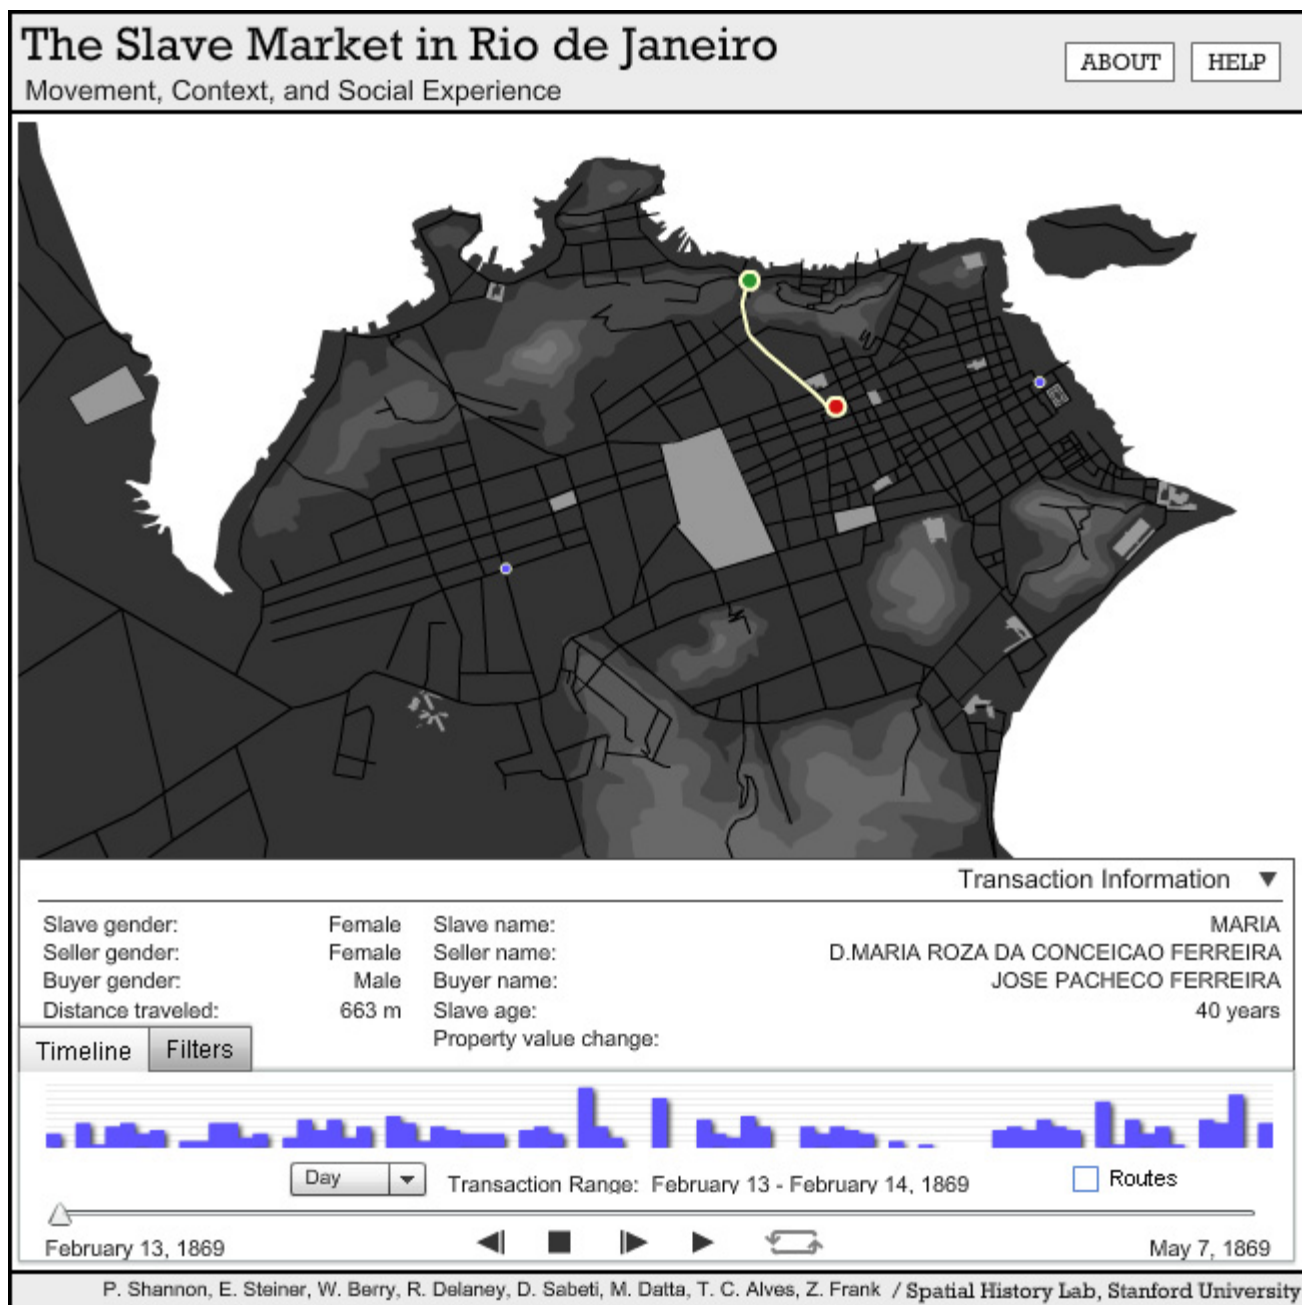 The Slave Market in Rio de Janeiro
Movement, Context, and Social Experience
ABOUT HELP
Transaction Information
Slave gender: Female Slave name: MARIA
Seller gender: Female Seller name: D.MARIA ROZA DA CONCEICAO FERREIRA
Buyer gender: Male Buyer name: JOSE PACHECO FERREIRA
Distance traveled: 663 m Slave age: 40 years
Property value change:
Timeline Filters
Day Transaction Range: February 13 - February 14, 1869 Routes
February 13, 1869 May 7, 1869
P. Shannon, E. Steiner, W. Berry, R. Delaney, D. Sabeti, M. Datta, T. C. Alves, Z. Frank / Spatial History Lab, Stanford University